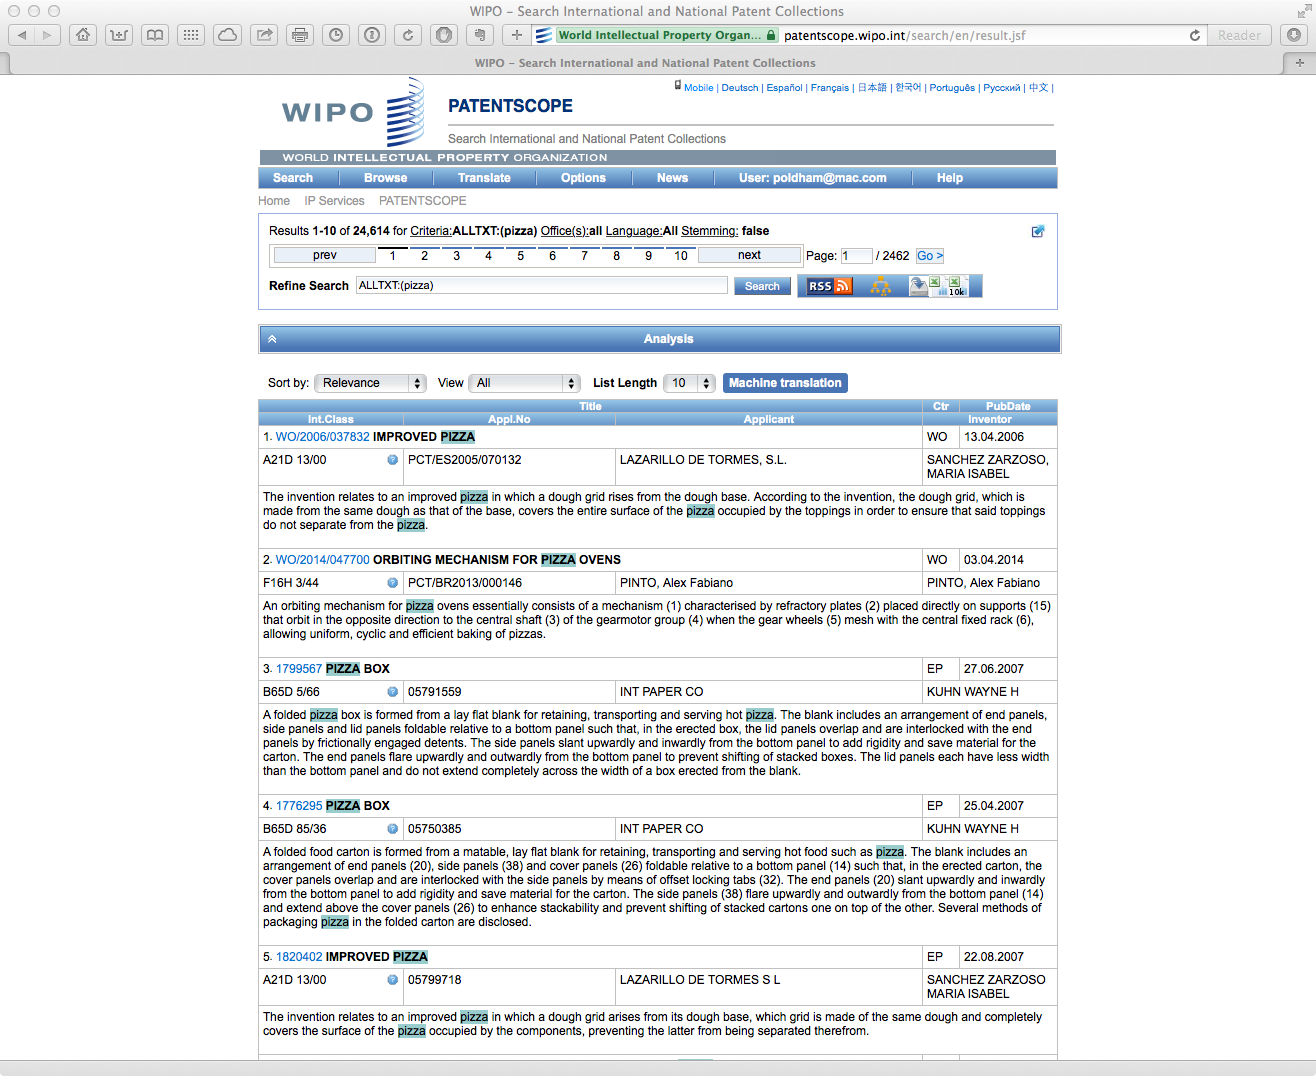 WIPO – Search International and National Patent Collections
World Intellectual Property Organ... patentscope.wipo.int/search/en/result.jsf Reader
WIPO – Search International and National Patent Collections
Mobile | Deutsch | Español | Français | 日本語 | 한국어 | Português | Русский | 中文 |
WIPO
PATENTSCOPE
Search International and National Patent Collections
WORLD INTELLECTUAL PROPERTY ORGANIZATION
Search Browse Translate Options News User: poldham@mac.com Help
Home IP Services PATENTSCOPE
Results 1-10 of 24,614 for Criteria:ALLTXT:(pizza) Office(s):all Language:All Stemming: false
prev 1 2 3 4 5 6 7 8 9 10 next Page: 1 / 2462 Go >
Refine Search ALLTXT:(pizza) Search RSS 10k
Analysis
Sort by: Relevance View All List Length 10 Machine translation
Title Ctr PubDate
Int.Class Appl.No Applicant Inventor
1. WO/2006/037832 IMPROVED PIZZA WO 13.04.2006
A21D 13/00 PCT/ES2005/070132 LAZARILLO DE TORMES, S.L. SANCHEZ ZARZOSO,
MARIA ISABEL
The invention relates to an improved pizza in which a dough grid rises from the dough base. According to the invention, the dough grid, which is
made from the same dough as that of the base, covers the entire surface of the pizza occupied by the toppings in order to ensure that said toppings
do not separate from the pizza.
2. WO/2014/047700 ORBITING MECHANISM FOR PIZZA OVENS WO 03.04.2014
F16H 3/44 PCT/BR2013/000146 PINTO, Alex Fabiano PINTO, Alex Fabiano
An orbiting mechanism for pizza ovens essentially consists of a mechanism (1) characterised by refractory plates (2) placed directly on supports (15)
that orbit in the opposite direction to the central shaft (3) of the gearmotor group (4) when the gear wheels (5) mesh with the central fixed rack (6),
allowing uniform, cyclic and efficient baking of pizzas.
3. 1799567 PIZZA BOX EP 27.06.2007
B65D 5/66 05791559 INT PAPER CO KUHN WAYNE H
A folded pizza box is formed from a lay flat blank for retaining, transporting and serving hot pizza. The blank includes an arrangement of end panels,
side panels and lid panels foldable relative to a bottom panel such that, in the erected box, the lid panels overlap and are interlocked with the end
panels by frictionally engaged detents. The side panels slant upwardly and inwardly from the bottom panel to add rigidity and save material for the
carton. The end panels flare upwardly and outwardly from the bottom panel to prevent shifting of stacked boxes. The lid panels each have less width
than the bottom panel and do not extend completely across the width of a box erected from the blank.
4. 1776295 PIZZA BOX EP 25.04.2007
B65D 85/36 05750385 INT PAPER CO KUHN WAYNE H
A folded food carton is formed from a matable, lay flat blank for retaining, transporting and serving hot food such as pizza. The blank includes an
arrangement of end panels (20), side panels (38) and cover panels (26) foldable relative to a bottom panel (14) such that, in the erected carton, the
cover panels overlap and are interlocked with the side panels by means of offset locking tabs (32). The end panels (20) slant upwardly and inwardly
from the bottom panel to add rigidity and save material for the carton. The side panels (38) flare upwardly and outwardly from the bottom panel (14)
and extend above the cover panels (26) to enhance stackability and prevent shifting of stacked cartons one on top of the other. Several methods of
packaging pizza in the folded carton are disclosed.
5. 1820402 IMPROVED PIZZA EP 22.08.2007
A21D 13/00 05799718 LAZARILLO DE TORMES S L SANCHEZ ZARZOSO
MARIA ISABEL
The invention relates to an improved pizza in which a dough grid arises from its dough base, which grid is made of the same dough and completely
covers the surface of the pizza occupied by the components, preventing the latter from being separated therefrom.